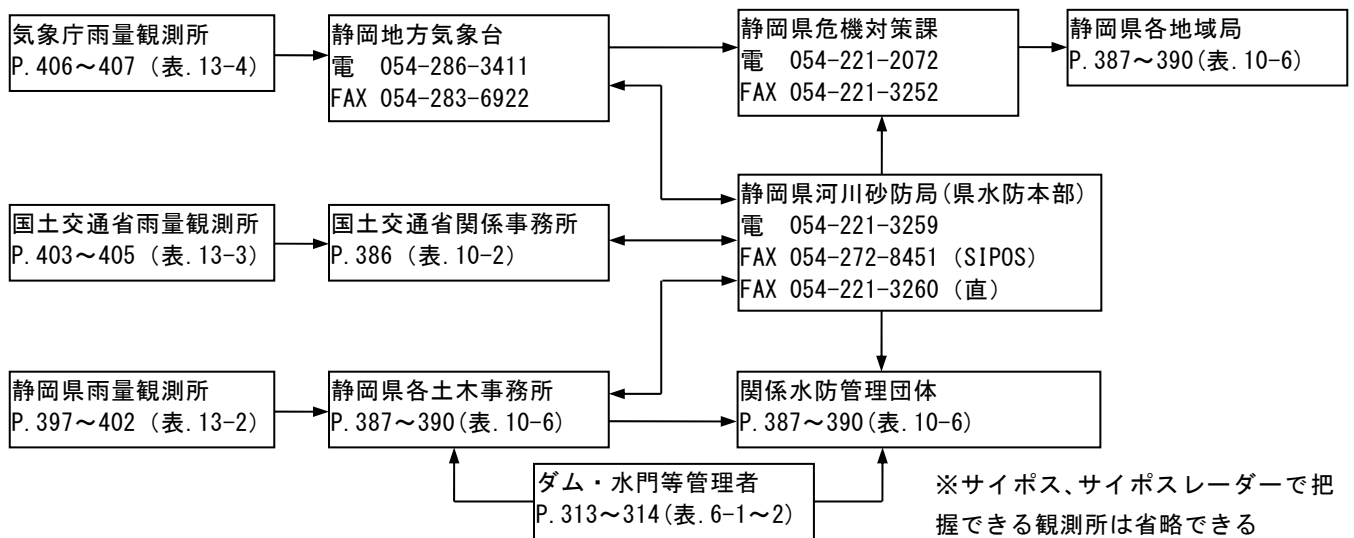 気象庁雨量観測所
P.406～407（表.13-4）
静岡地方気象台
電　054-286-3411
FAX 054-283-6922
静岡県危機対策課
電　054-221-2072
FAX 054-221-3252
静岡県各地域局
P.387～390(表.10-6)
国土交通省雨量観測所
P.403～405（表.13-3）
国土交通省関係事務所
P.386（表.10-2）
静岡県河川砂防局(県水防本部)
電　054-221-3259
FAX 054-272-8451（SIPOS）
FAX 054-221-3260（直）
静岡県雨量観測所
P.397～402（表.13-2）
静岡県各土木事務所
P.387～390(表.10-6)
関係水防管理団体
P.387～390(表.10-6)
ダム・水門等管理者
P.313～314(表.6-1～2)
※サイポス、サイポスレーダーで把
握できる観測所は省略できる